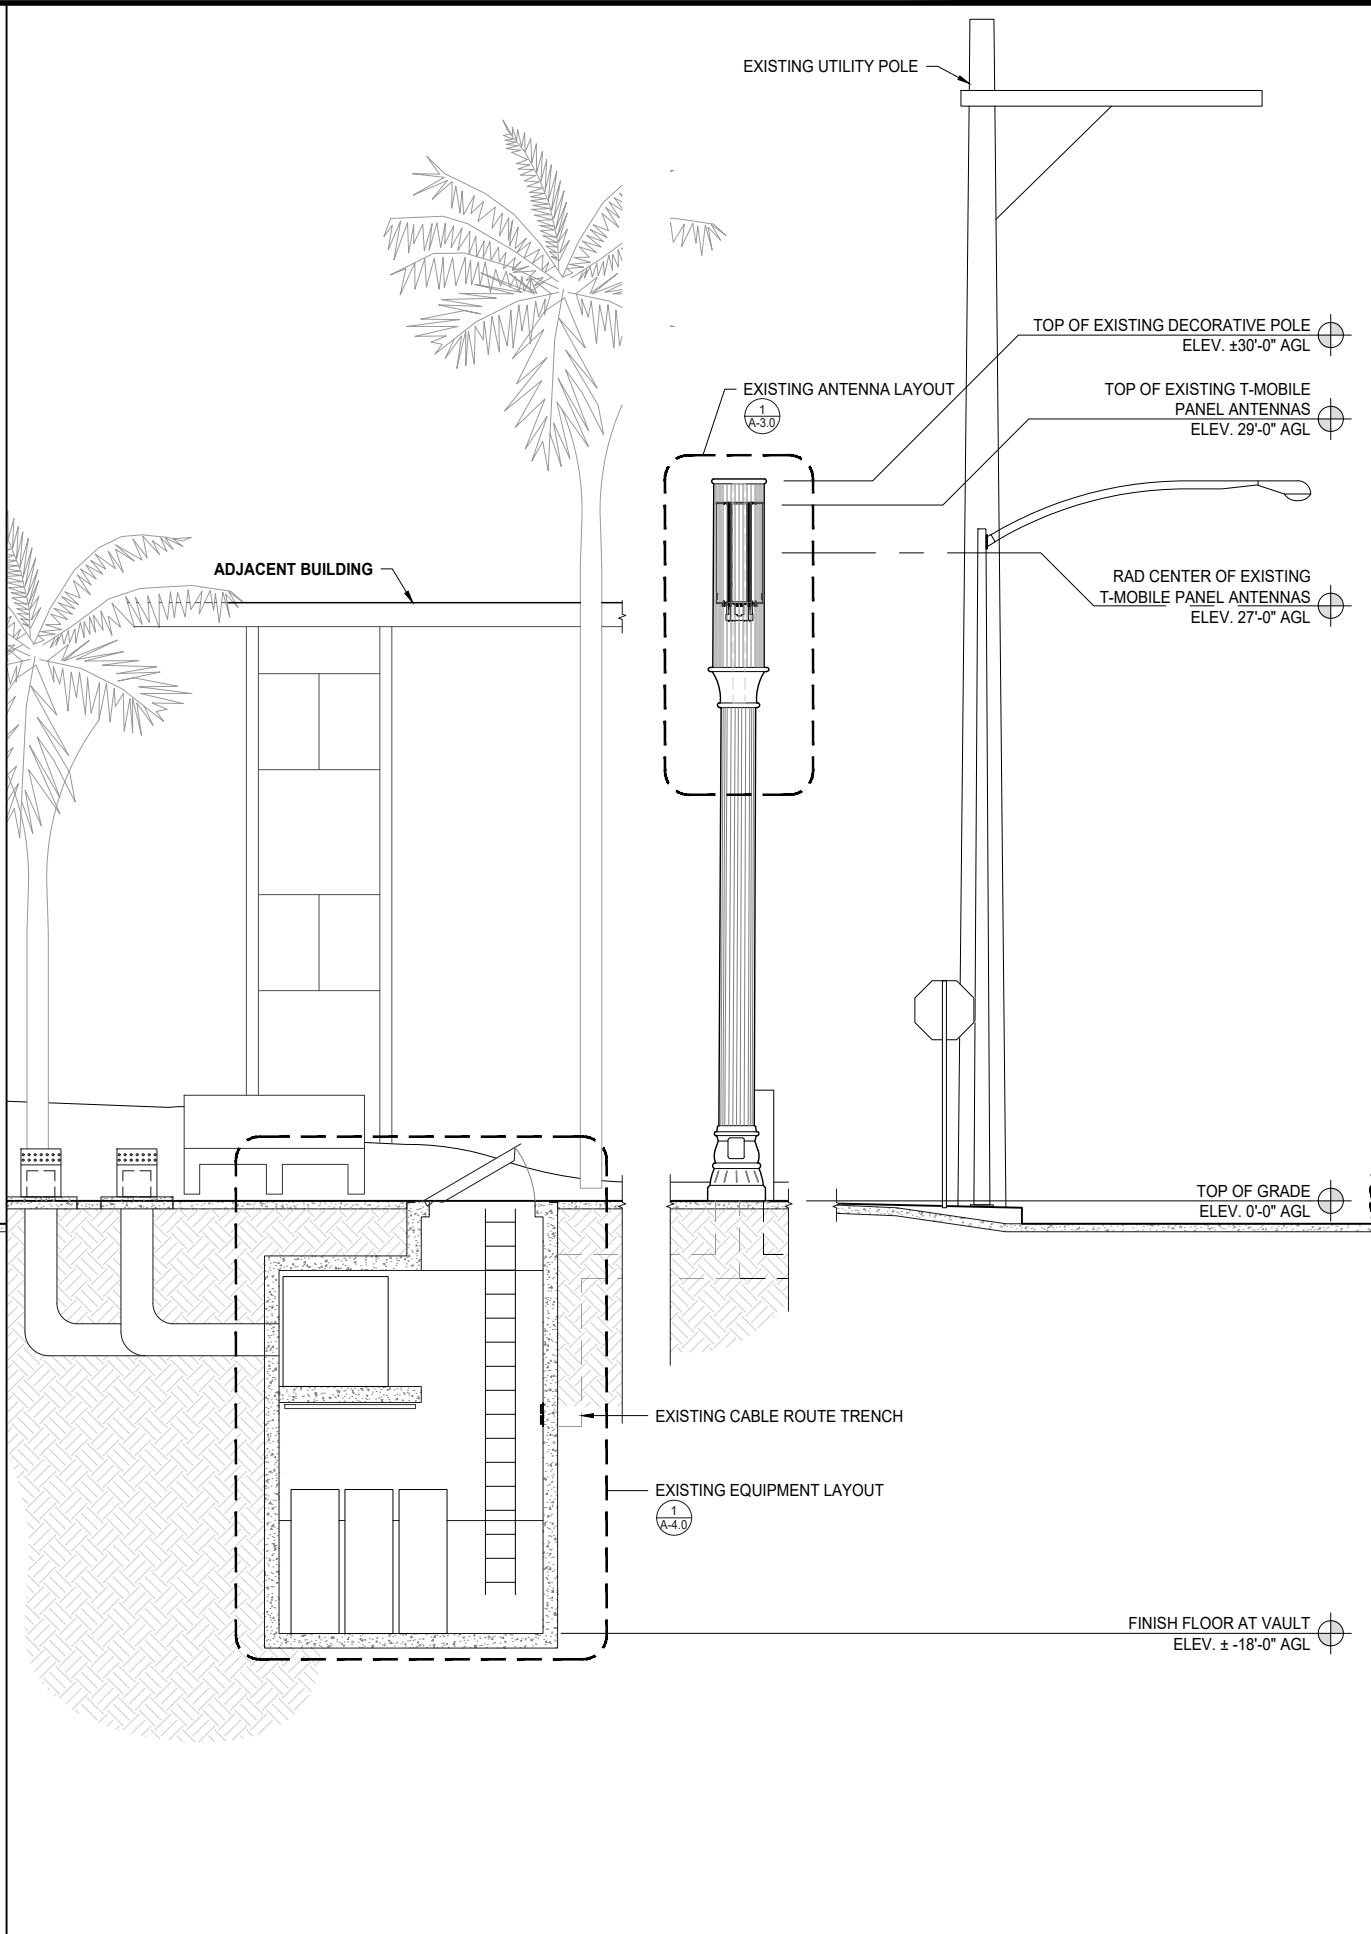 EXISTING UTILITY POLE
TOP OF EXISTING DECORATIVE POLE
ELEV. ±30'-0" AGL
EXISTING ANTENNA LAYOUT
1
A-3.0
TOP OF EXISTING T-MOBILE
PANEL ANTENNAS
ELEV. 29'-0" AGL
ADJACENT BUILDING
RAD CENTER OF EXISTING
T-MOBILE PANEL ANTENNAS
ELEV. 27'-0" AGL
TOP OF GRADE
ELEV. 0'-0" AGL
EXISTING CABLE ROUTE TRENCH
EXISTING EQUIPMENT LAYOUT
1
A-4.0
FINISH FLOOR AT VAULT
ELEV. ± -18'-0" AGL